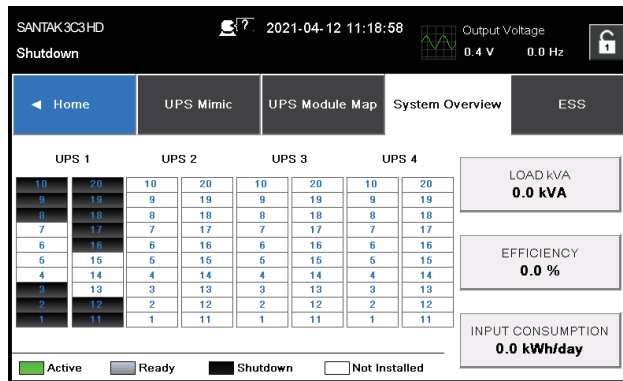 SANTAK 3C3 HD ? 2021-04-12 11:18:58 Output Voltage
Shutdown 0.4 V 0.0 Hz 1
◄ Home UPS Mimic UPS Module Map System Overview ESS
UPS 1 UPS 2 UPS 3 UPS 4
10 20 10 20 10 20 10 20
9 19 9 19 9 19 9 19
8 18 8 18 8 18 8 18
7 17 7 17 7 17 7 17
6 16 6 16 6 16 6 16
5 15 5 15 5 15 5 15
4 14 4 14 4 14 4 14
3 13 3 13 3 13 3 13
2 12 2 12 2 12 2 12
1 11 1 11 1 11 1 11
LOAD kVA
0.0 kVA
EFFICIENCY
0.0 %
INPUT CONSUMPTION
0.0 kWh/day
Active Ready Shutdown Not Installed